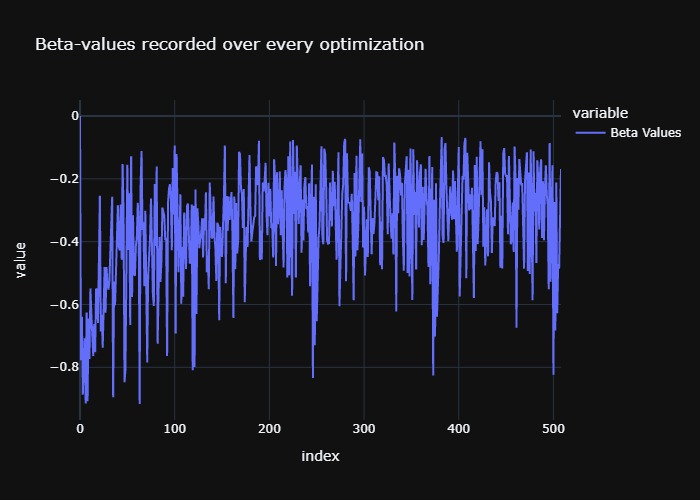 Beta-values recorded over every optimization
variable
Beta Values
0
−0.2
−0.4
−0.6
−0.8
value
0 100 200 300 400 500
index